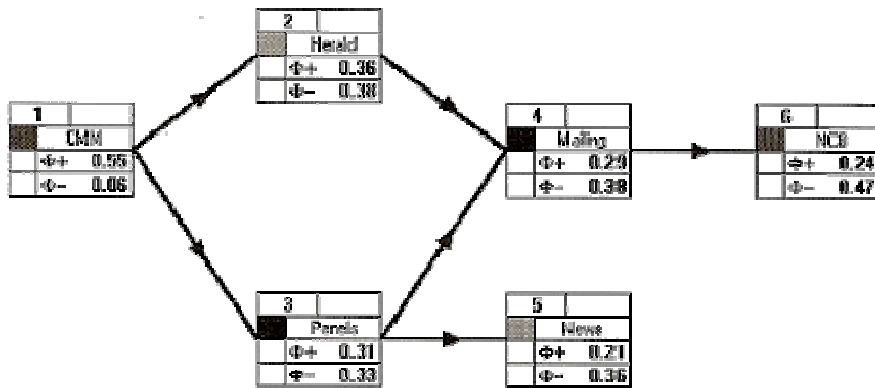 1
CMN
Φ+ 0.55
Φ− 0.06
2
Herald
Φ+ 0.36
Φ− 0.38
3
Panels
Φ+ 0.31
Φ− 0.33
4
Mailing
Φ+ 0.29
Φ− 0.38
5
News
Φ+ 0.21
Φ− 0.36
6
NCB
Φ+ 0.24
Φ− 0.47